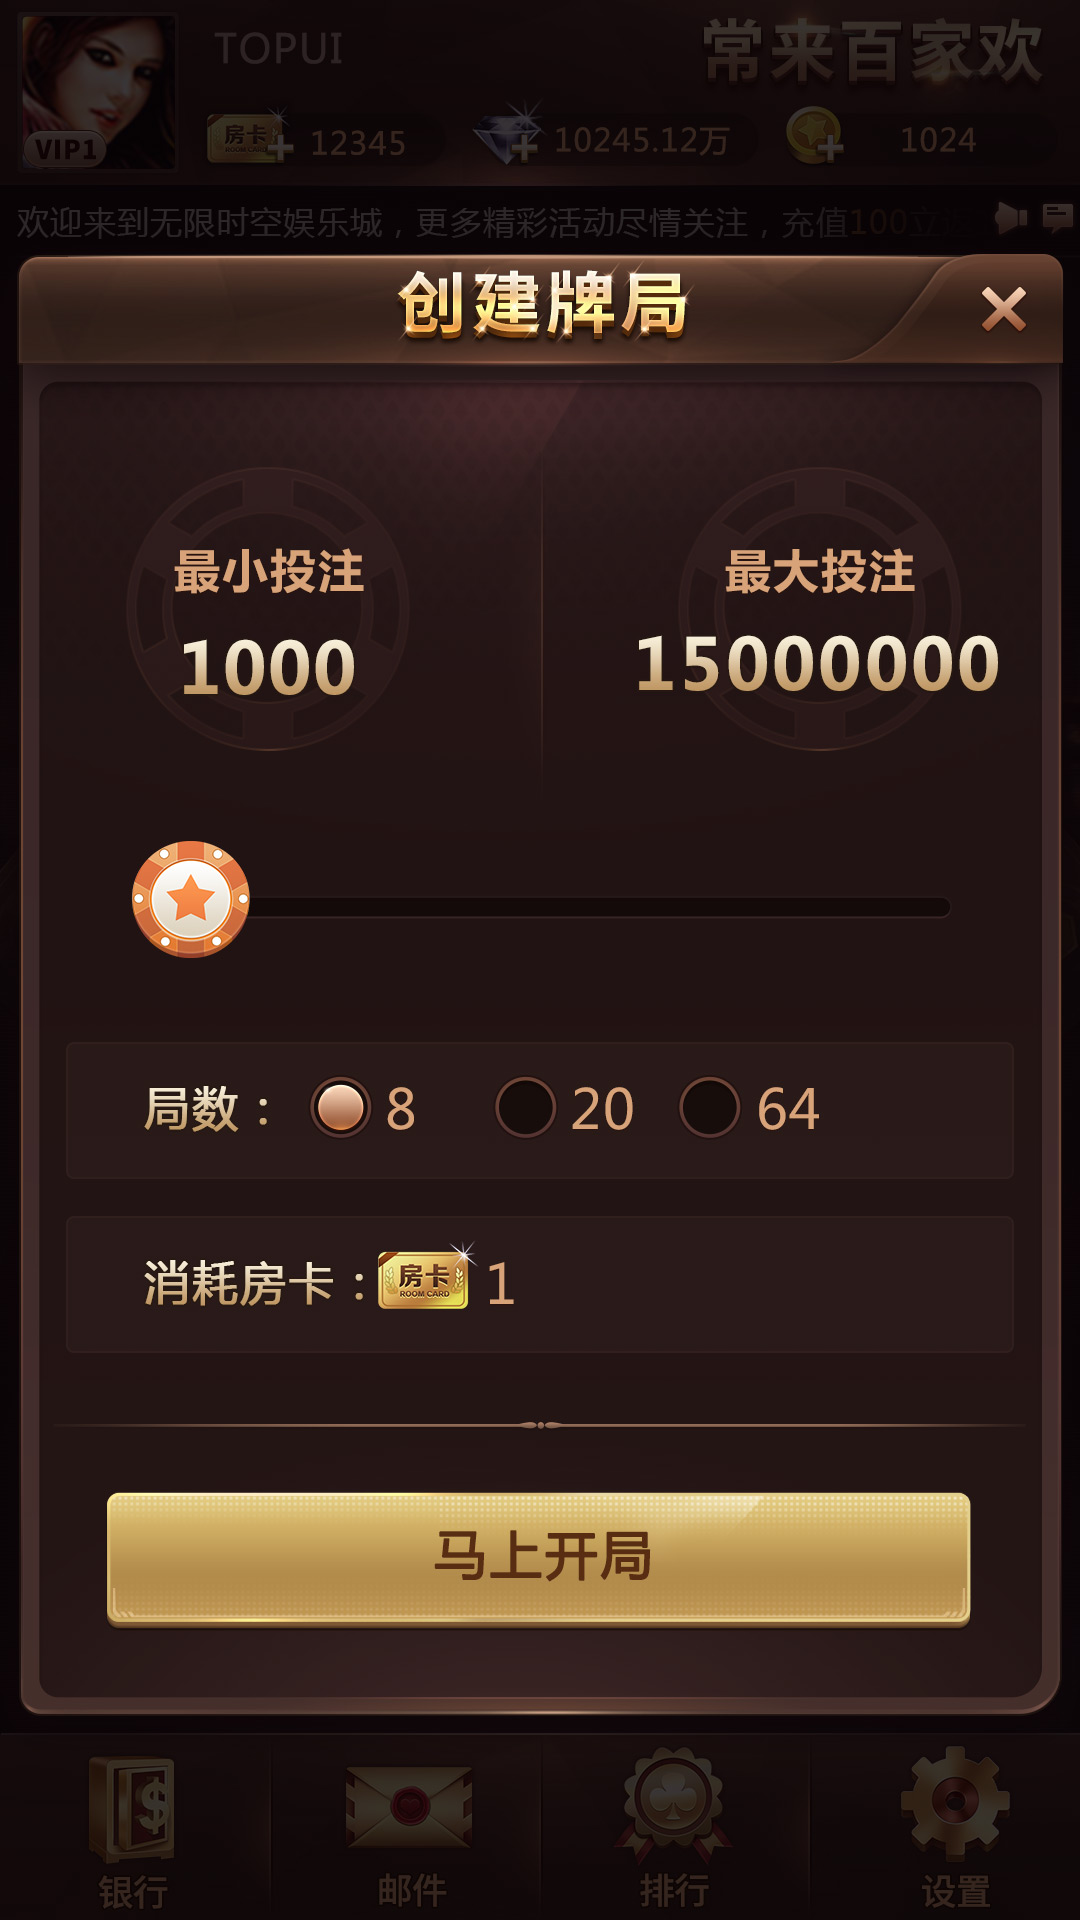 TOPUI
常来百家欢
VIP1
房卡
ROOM CARD
12345
10245.12万
1024
欢迎来到无限时空娱乐城，更多精彩活动尽情关注，充值100立
创建牌局
最小投注
最大投注
1000
15000000
局数：
8
20
64
消耗房卡：
房卡
ROOM CARD
1
马上开局
银行
邮件
排行
设置